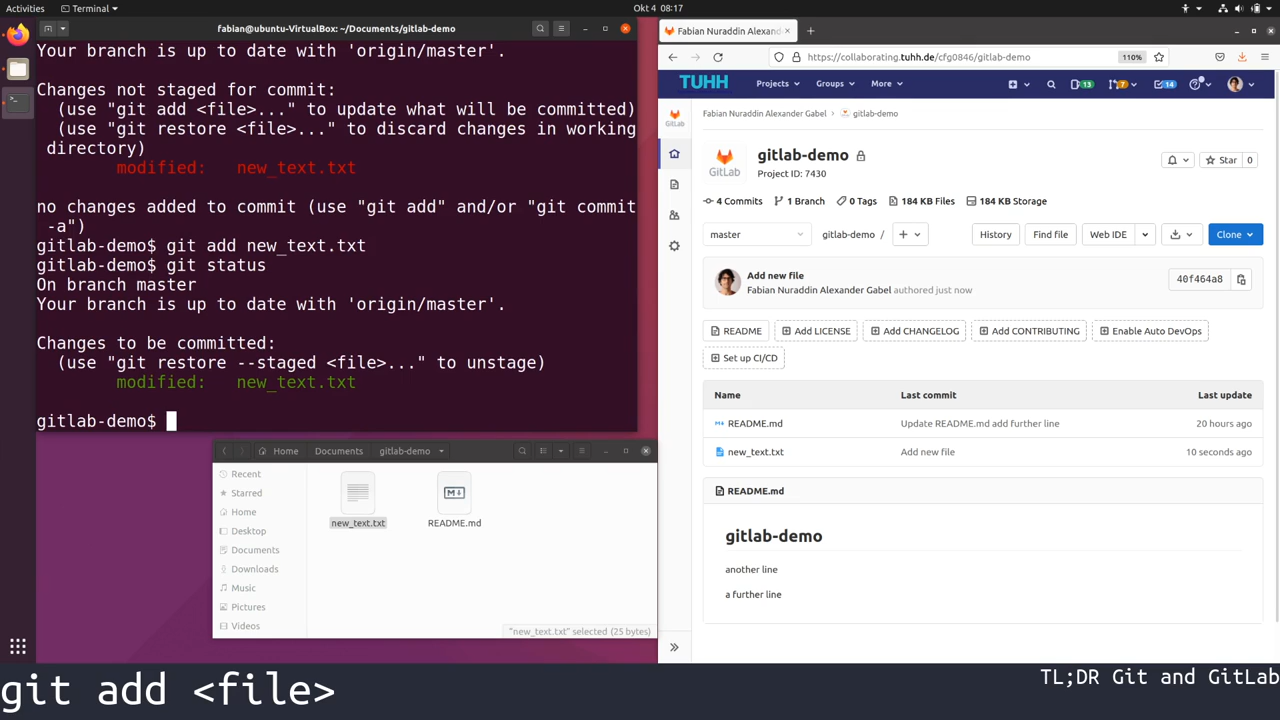 Activities
Terminal
Okt 4 08:17
fabian@ubuntu-VirtualBox: ~/Documents/gitlab-demo
Your branch is up to date with 'origin/master'.
Changes not staged for commit:
(use "git add <file>..." to update what will be committed)
(use "git restore <file>..." to discard changes in working
directory)
modified: new_text.txt
no changes added to commit (use "git add" and/or "git commit
-a")
gitlab-demo$ git add new_text.txt
gitlab-demo$ git status
On branch master
Your branch is up to date with 'origin/master'.
Changes to be committed:
(use "git restore --staged <file>..." to unstage)
modified: new_text.txt
gitlab-demo$
Home
Documents
gitlab-demo
Recent
Starred
Home
Desktop
Documents
Downloads
Music
Pictures
Videos
new_text.txt
README.md
"new_text.txt" selected (25 bytes)
Fabian Nuraddin Alexand
https://collaborating.tuhh.de/cfg0846/gitlab-demo
110%
TUHH
Projects
Groups
More
13
7
14
GitLab
Fabian Nuraddin Alexander Gabel
gitlab-demo
GitLab
gitlab-demo
Project ID: 7430
Star
0
4 Commits
1 Branch
0 Tags
184 KB Files
184 KB Storage
master
gitlab-demo /
History
Find file
Web IDE
Clone
Add new file
Fabian Nuraddin Alexander Gabel authored just now
40f464a8
README
Add LICENSE
Add CHANGELOG
Add CONTRIBUTING
Enable Auto DevOps
Set up CI/CD
Name
Last commit
Last update
README.md
Update README.md add further line
20 hours ago
new_text.txt
Add new file
10 seconds ago
README.md
gitlab-demo
another line
a further line
git add <file>
TL;DR Git and GitLab